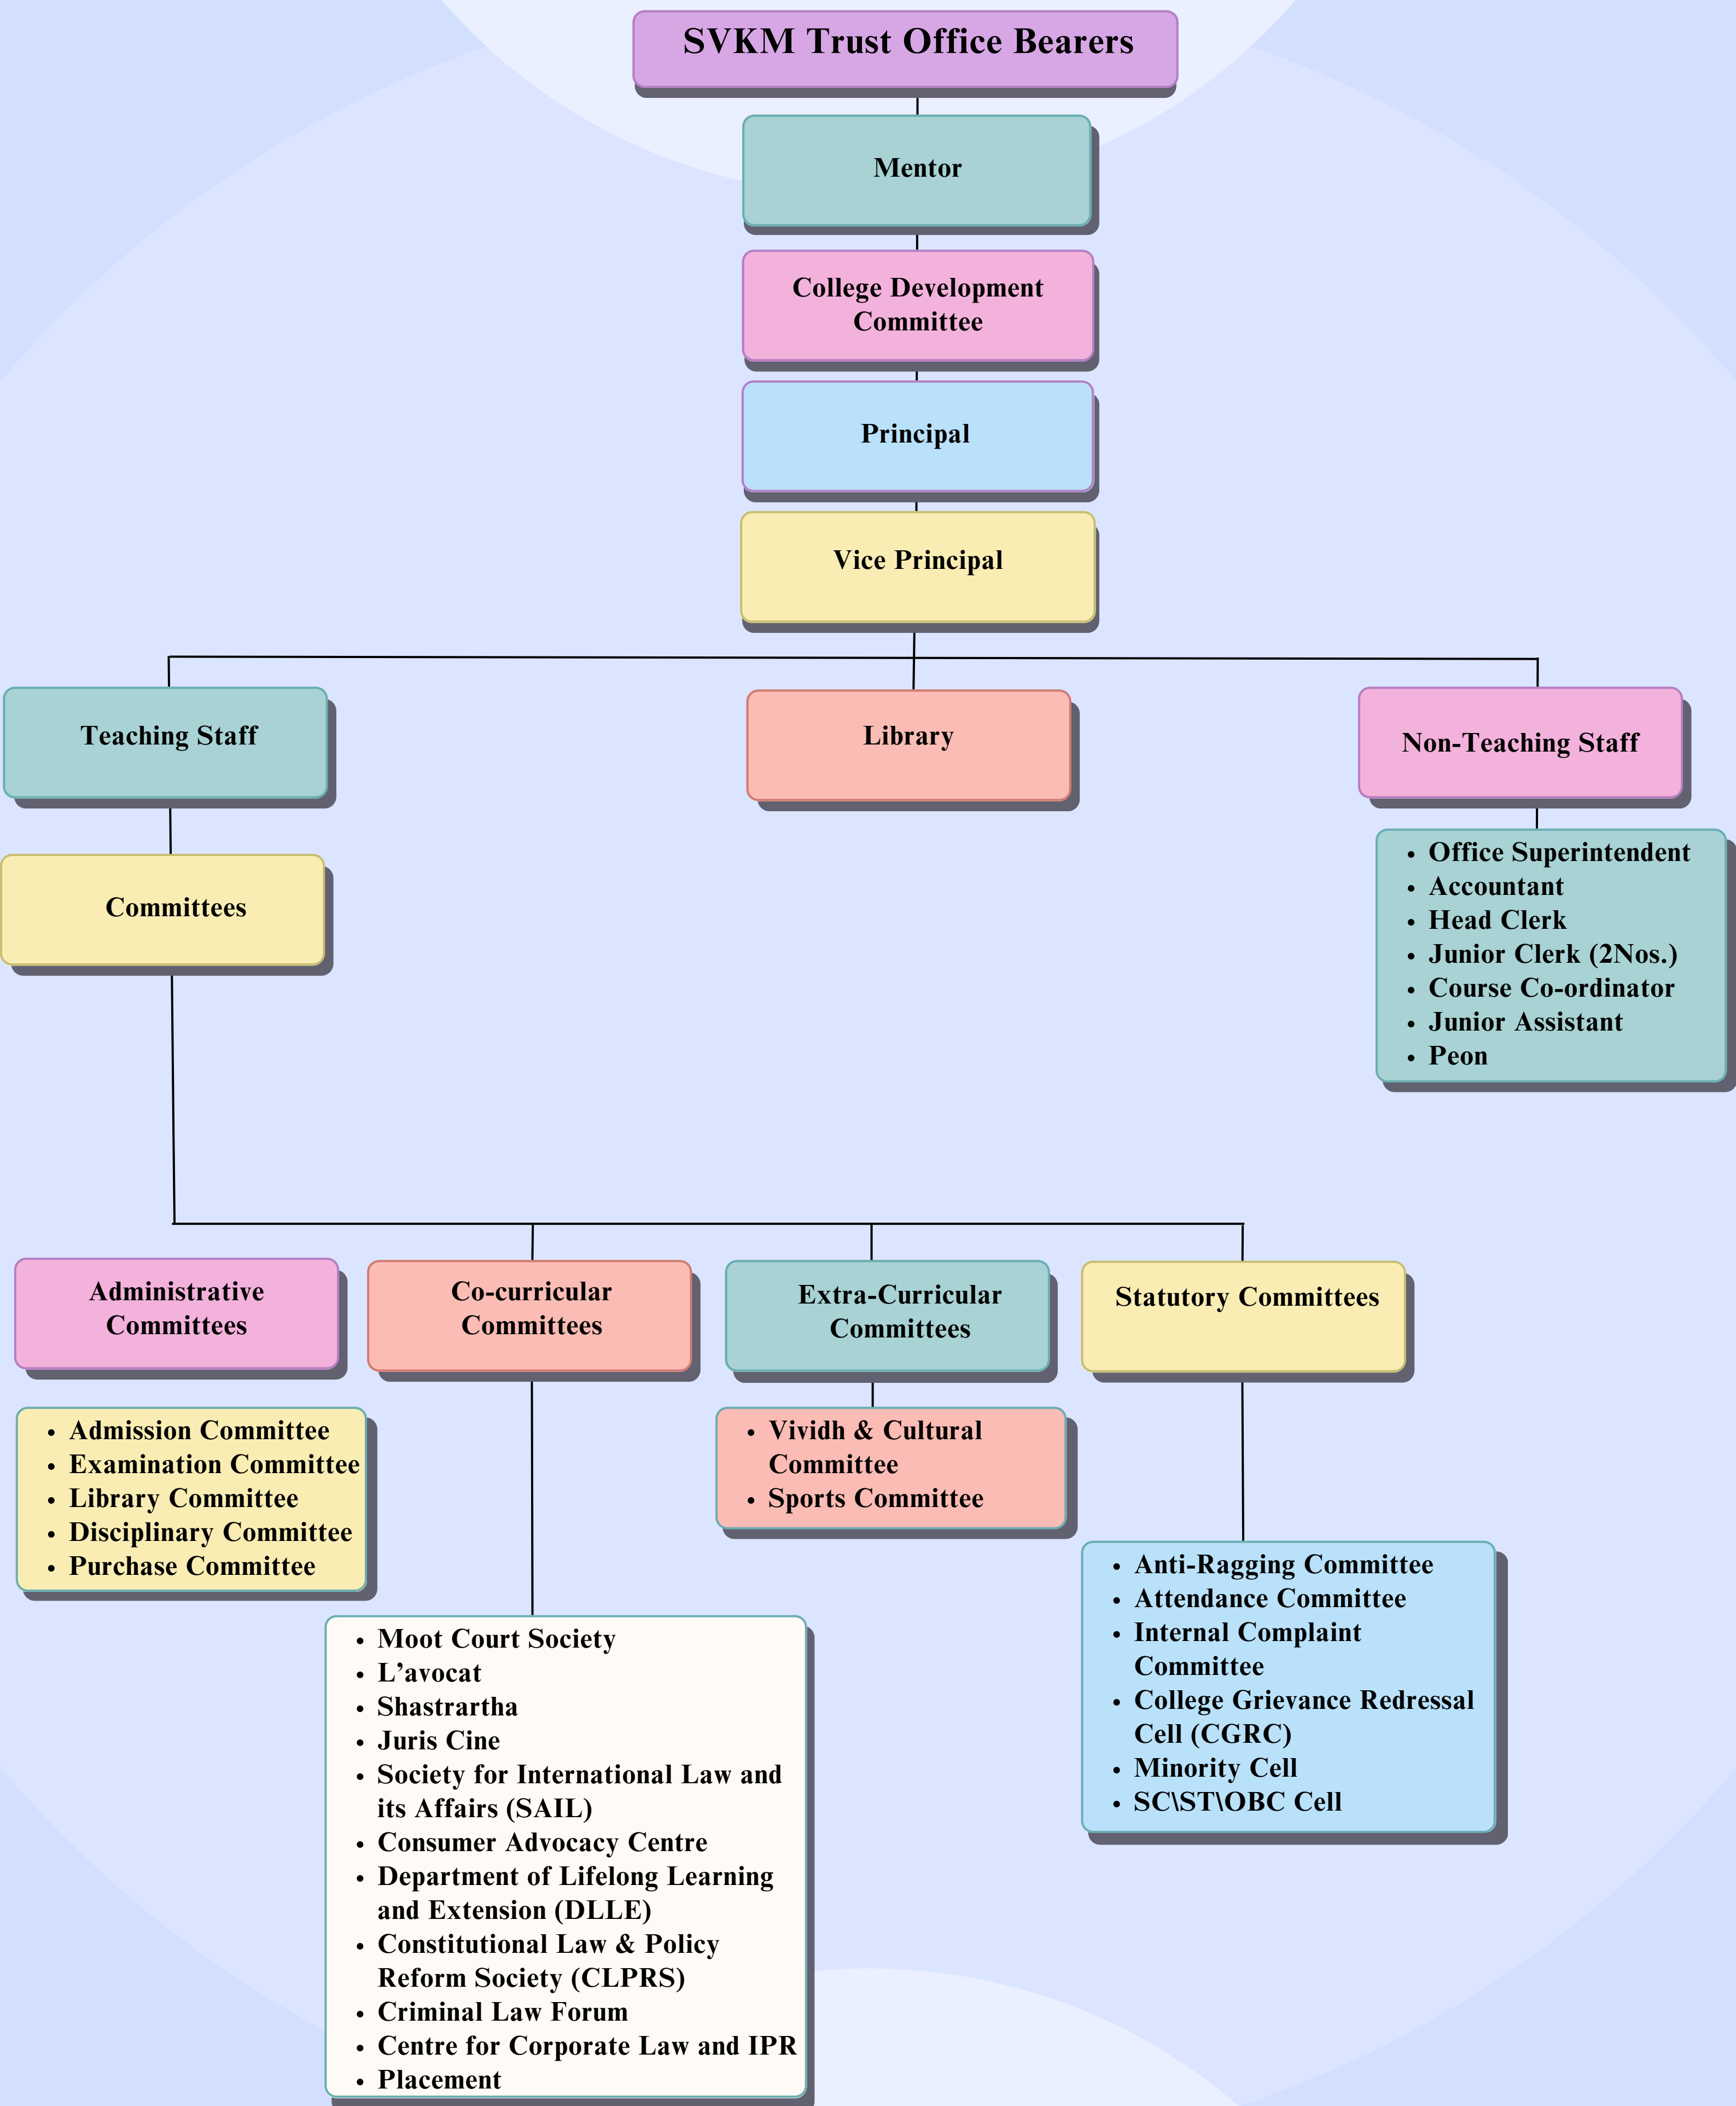 SVKM Trust Office Bearers
Mentor
College Development
Committee
Principal
Vice Principal
Teaching Staff
Library
Non-Teaching Staff
Committees
• Office Superintendent
• Accountant
• Head Clerk
• Junior Clerk (2Nos.)
• Course Co-ordinator
• Junior Assistant
• Peon
Administrative
Committees
Co-curricular
Committees
Extra-Curricular
Committees
Statutory Committees
• Admission Committee
• Examination Committee
• Library Committee
• Disciplinary Committee
• Purchase Committee
• Vividh & Cultural
Committee
• Sports Committee
• Anti-Ragging Committee
• Attendance Committee
• Internal Complaint
Committee
• College Grievance Redressal
Cell (CGRC)
• Minority Cell
• SC\ST\OBC Cell
• Moot Court Society
• L’avocat
• Shastrartha
• Juris Cine
• Society for International Law and
its Affairs (SAIL)
• Consumer Advocacy Centre
• Department of Lifelong Learning
and Extension (DLLE)
• Constitutional Law & Policy
Reform Society (CLPRS)
• Criminal Law Forum
• Centre for Corporate Law and IPR
• Placement